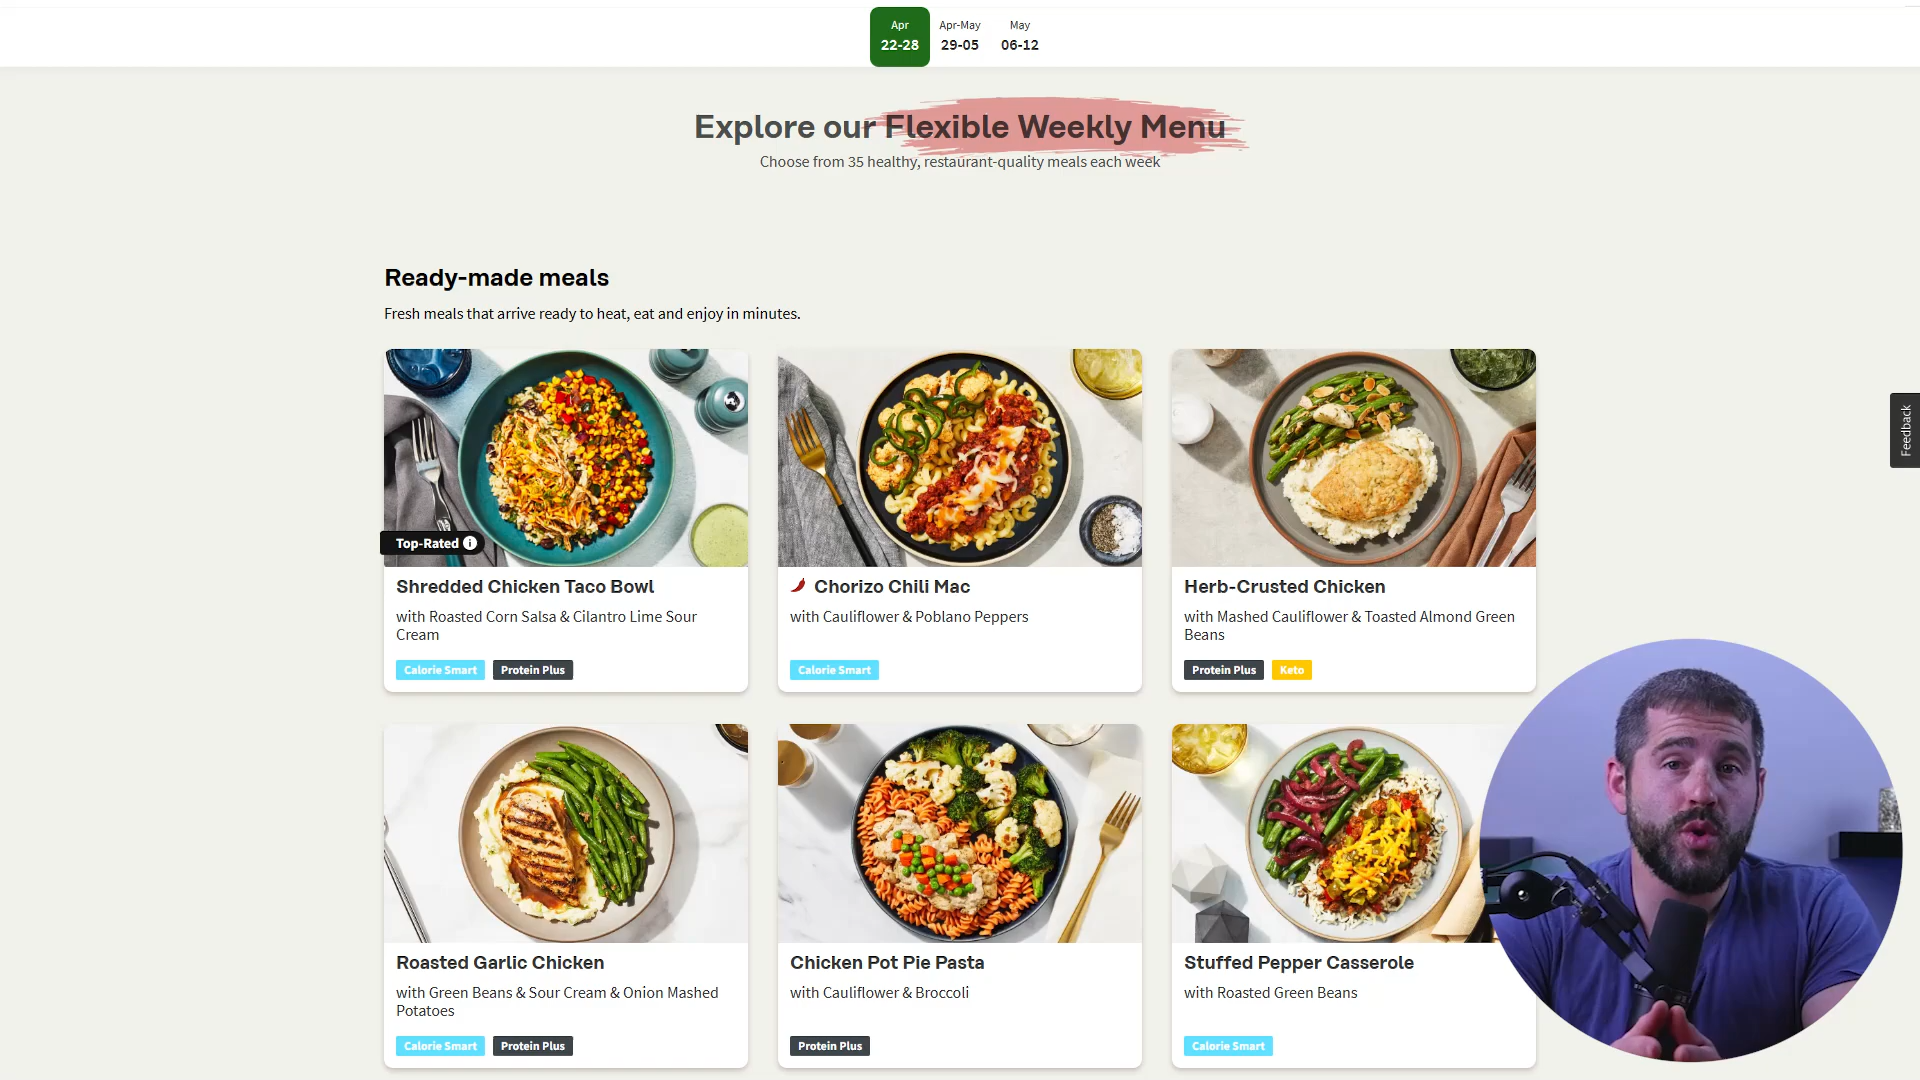 Apr
22-28
Apr-May
29-05
May
06-12
Explore our Flexible Weekly Menu
Choose from 35 healthy, restaurant-quality meals each week
Ready-made meals
Fresh meals that arrive ready to heat, eat and enjoy in minutes.
Feedback
Top-Rated i
Shredded Chicken Taco Bowl
with Roasted Corn Salsa & Cilantro Lime Sour
Cream
Calorie Smart
Protein Plus
Chorizo Chili Mac
with Cauliflower & Poblano Peppers
Calorie Smart
Herb-Crusted Chicken
with Mashed Cauliflower & Toasted Almond Green
Beans
Protein Plus
Keto
Roasted Garlic Chicken
with Green Beans & Sour Cream & Onion Mashed
Potatoes
Calorie Smart
Protein Plus
Chicken Pot Pie Pasta
with Cauliflower & Broccoli
Protein Plus
Stuffed Pepper Casserole
with Roasted Green Beans
Calorie Smart